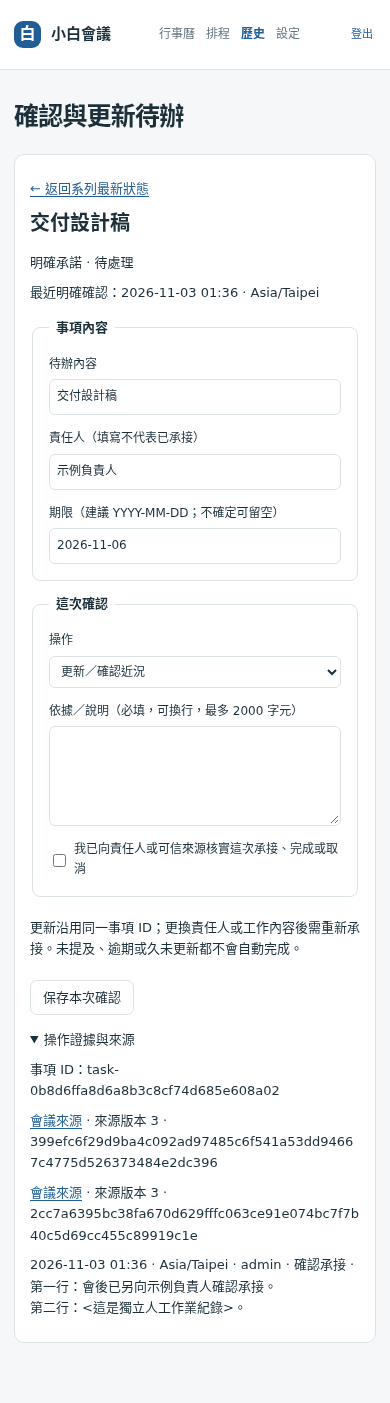 白 小白會議 行事曆 排程 歷史 設定 登出
確認與更新待辦
← 返回系列最新狀態
交付設計稿
明確承諾 · 待處理
最近明確確認：2026-11-03 01:36 · Asia/Taipei
事項內容
待辦內容
交付設計稿
責任人（填寫不代表已承接）
示例負責人
期限（建議 YYYY-MM-DD；不確定可留空）
2026-11-06
這次確認
操作
更新／確認近況
依據／說明（必填，可換行，最多 2000 字元）
我已向責任人或可信來源核實這次承接、完成或取
消
更新沿用同一事項 ID；更換責任人或工作內容後需重新承
接。未提及、逾期或久未更新都不會自動完成。
保存本次確認
▼ 操作證據與來源
事項 ID：task-
0b8d6ffa8d6a8b3c8cf74d685e608a02
會議來源 · 來源版本 3 ·
399efc6f29d9ba4c092ad97485c6f541a53dd9466
7c4775d526373484e2dc396
會議來源 · 來源版本 3 ·
2cc7a6395bc38fa670d629fffc063ce91e074bc7f7b
40c5d69cc455c89919c1e
2026-11-03 01:36 · Asia/Taipei · admin · 確認承接 ·
第一行：會後已另向示例負責人確認承接。
第二行：<這是獨立人工作業紀錄>。